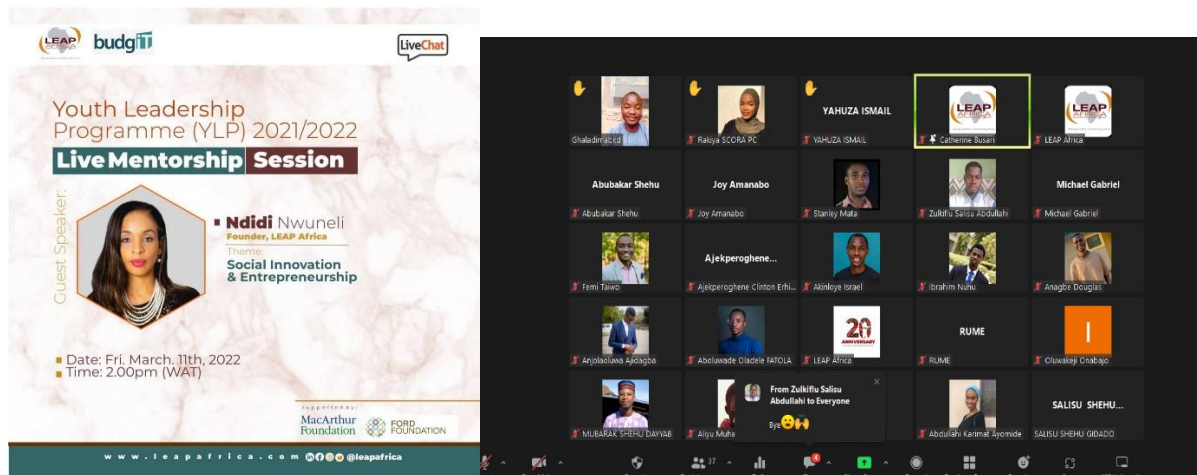 LEAP
AFRICA
budgIT
LiveChat
Youth Leadership
Programme (YLP) 2021/2022
Live Mentorship Session
Guest Speaker:
Ndidi Nwuneli
Founder, LEAP Africa
Theme:
Social Innovation
& Entrepreneurship
Date: Fri. March. 11th, 2022
Time: 2.00pm (WAT)
supported by:
MacArthur
Foundation
FORD
FOUNDATION
www.leapafrica.com @leapafrica
Ghaladimabkd
Rakiya SCORA PC
YAHUZA ISMAIL
YAHUZA ISMAIL
LEAP
AFRICA
Catherine Busari
LEAP
AFRICA
LEAP Africa
Abubakar Shehu
Abubakar Shehu
Joy Amanabo
Joy Amanabo
Stanley Mata
Zulkiflu Salisu Abdullahi
Michael Gabriel
Michael Gabriel
Femi Taiwo
Ajekperoghene...
Ajekperoghene Clinton Erhi...
Akinloye Israel
Ibrahim Nuhu
Anagbe Douglas
Anjolaoluwa Ajidagba
Aboluwade Oladele FATOLA
20
ANNIVERSARY
LEAP Africa
RUME
RUME
I
Oluwakeji Onabajo
MUBARAK SHEHU DAYYAB
Aliyu Muha
From Zulkiflu Salisu
Abdullahi to Everyone
Bye😮🙌
Abdullahi Karimat Ayomide
SALISU SHEHU...
SALISU SHEHU GIDADO
37
4